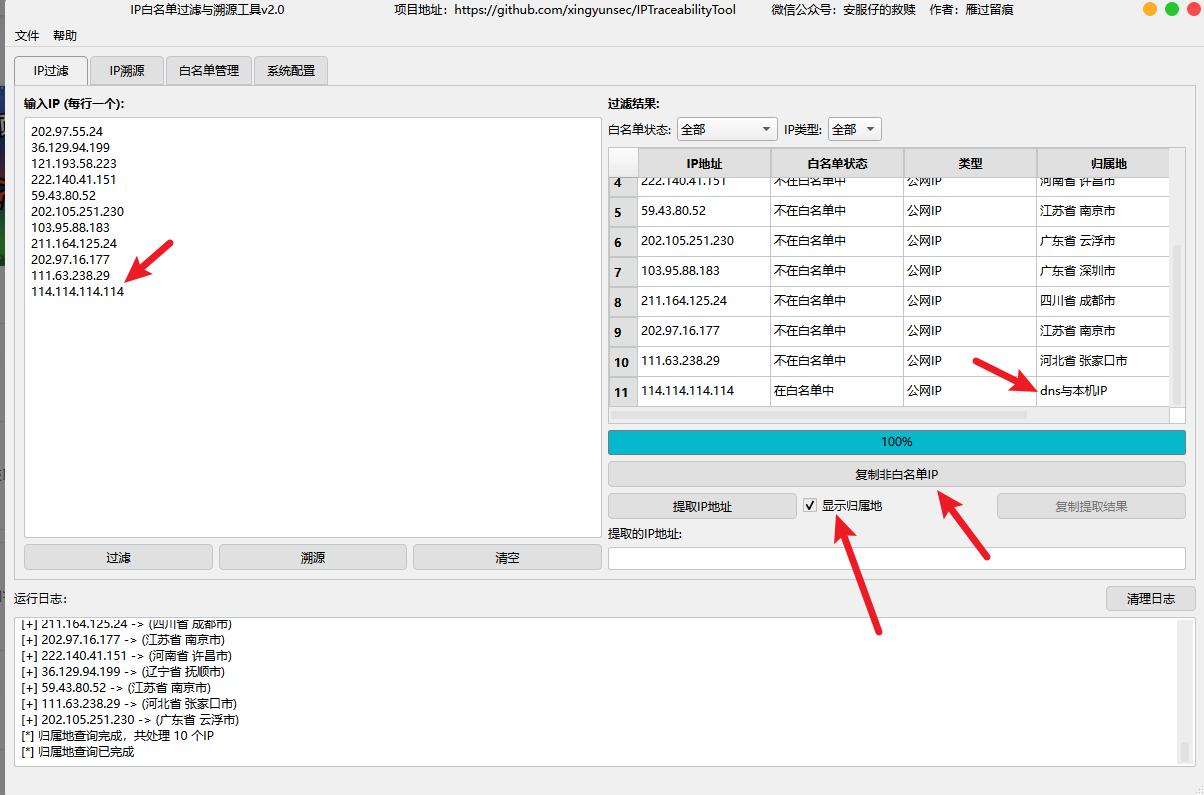 IP白名单过滤与溯源工具v2.0 项目地址：https://github.com/xingyunsec/IPTraceabilityTool 微信公众号：安服仔的救赎 作者：雁过留痕
文件 帮助
IP过滤 IP溯源 白名单管理 系统配置
输入IP (每行一个):
202.97.55.24
36.129.94.199
121.193.58.223
222.140.41.151
59.43.80.52
202.105.251.230
103.95.88.183
211.164.125.24
202.97.16.177
111.63.238.29
114.114.114.114
过滤 溯源 清空
过滤结果:
白名单状态: 全部 IP类型: 全部
IP地址 白名单状态 类型 归属地
4 222.140.41.151 不在白名单中 公网IP 河南省 许昌市
5 59.43.80.52 不在白名单中 公网IP 江苏省 南京市
6 202.105.251.230 不在白名单中 公网IP 广东省 云浮市
7 103.95.88.183 不在白名单中 公网IP 广东省 深圳市
8 211.164.125.24 不在白名单中 公网IP 四川省 成都市
9 202.97.16.177 不在白名单中 公网IP 江苏省 南京市
10 111.63.238.29 不在白名单中 公网IP 河北省 张家口市
11 114.114.114.114 在白名单中 公网IP dns与本机IP
100%
复制非白名单IP
提取IP地址 显示归属地 复制提取结果
提取的IP地址:
运行日志： 清理日志
[+] 211.164.125.24 -> (四川省 成都市)
[+] 202.97.16.177 -> (江苏省 南京市)
[+] 222.140.41.151 -> (河南省 许昌市)
[+] 36.129.94.199 -> (辽宁省 抚顺市)
[+] 59.43.80.52 -> (江苏省 南京市)
[+] 111.63.238.29 -> (河北省 张家口市)
[+] 202.105.251.230 -> (广东省 云浮市)
[*] 归属地查询完成，共处理 10 个IP
[*] 归属地查询已完成